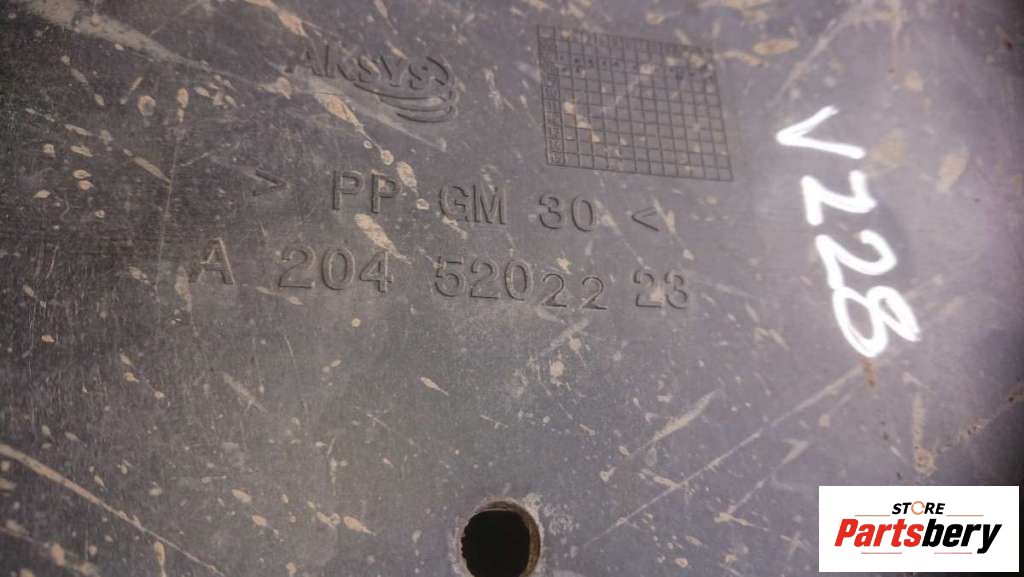 AKSYS
> PP GM 30 <
A 204 520 22 23
V228
STORE
Partsbery